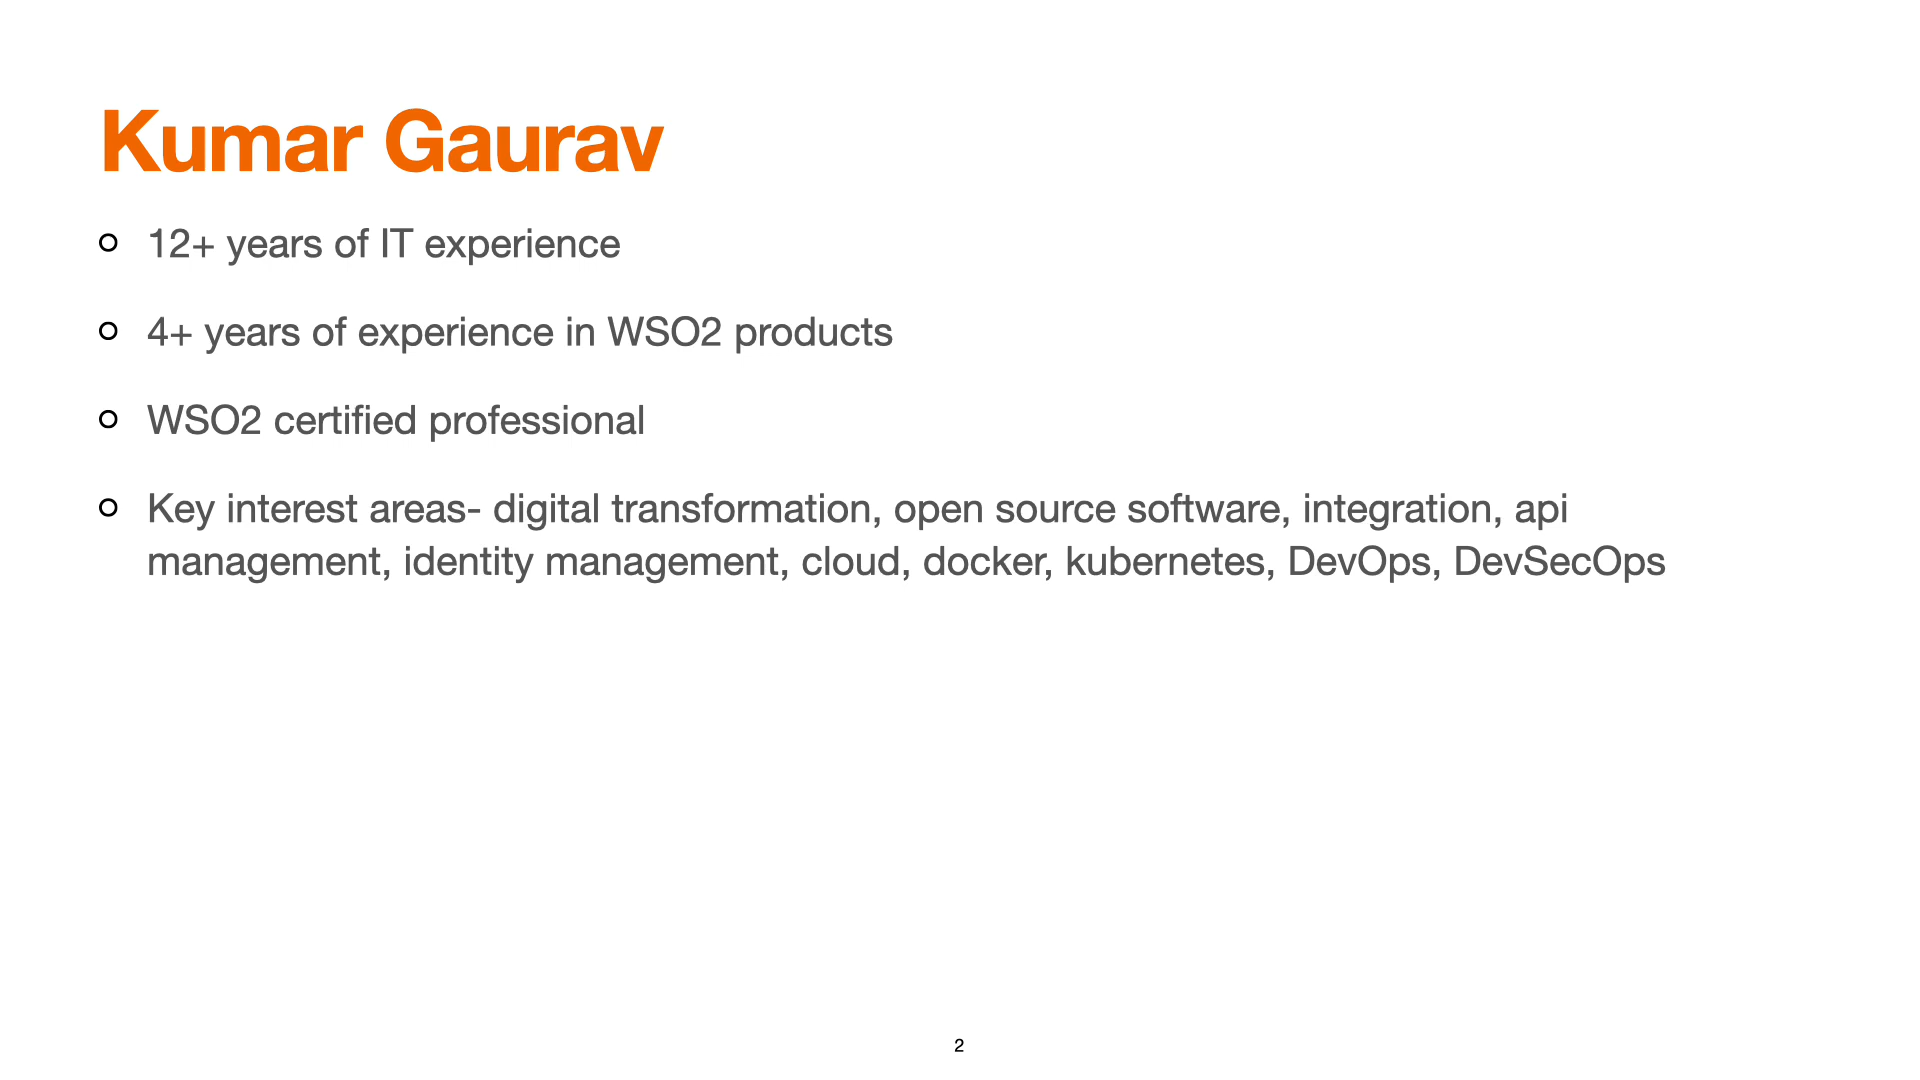 Kumar Gaurav
12+ years of IT experience
4+ years of experience in WSO2 products
WSO2 certified professional
Key interest areas- digital transformation, open source software, integration, api
management, identity management, cloud, docker, kubernetes, DevOps, DevSecOps
2